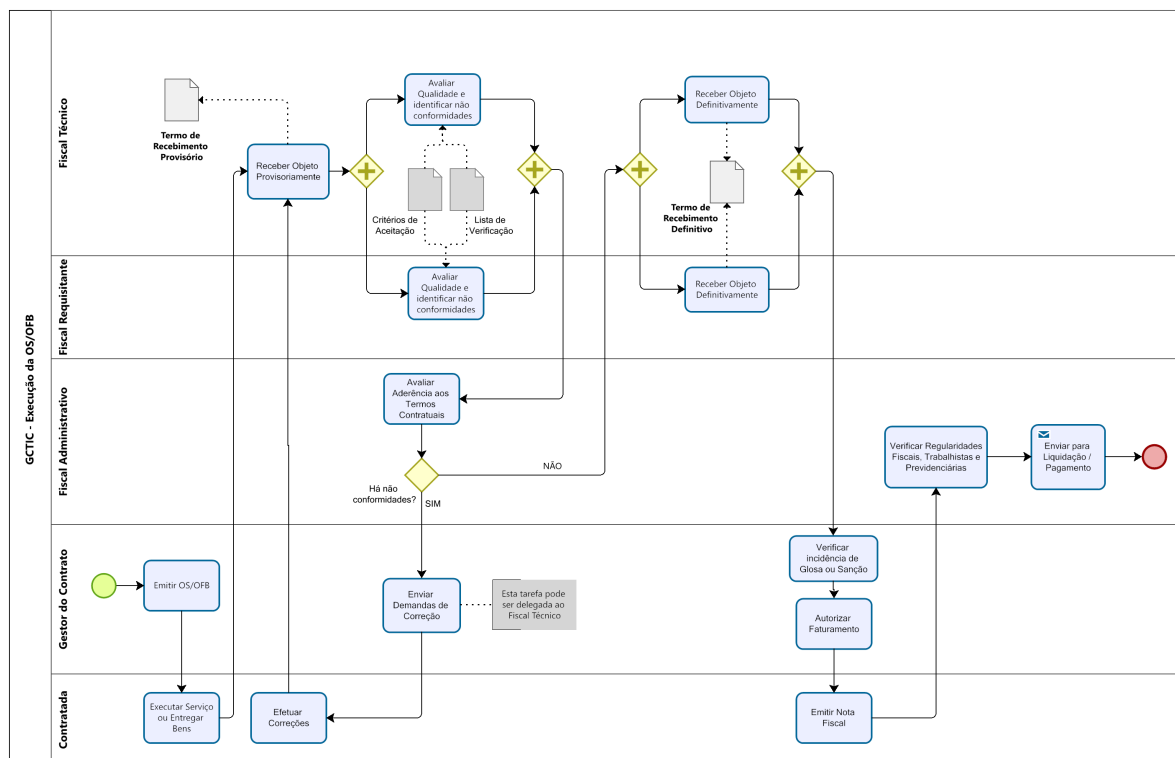 GCTIC - Execução da OS/OFB
Fiscal Técnico
Termo de
Recebimento
Provisório
Receber Objeto
Provisoriamente
Avaliar
Qualidade e
identificar não
conformidades
Critérios de
Aceitação
Lista de
Verificação
Receber Objeto
Definitivamente
Termo de
Recebimento
Definitivo
Fiscal Requisitante
Avaliar
Qualidade e
identificar não
conformidades
Receber Objeto
Definitivamente
Fiscal Administrativo
Avaliar
Aderência aos
Termos
Contratuais
Há não
conformidades?
NÃO
SIM
Verificar Regularidades
Fiscais, Trabalhistas e
Previdenciárias
Enviar para
Liquidação /
Pagamento
Gestor do Contrato
Emitir OS/OFB
Enviar
Demandas de
Correção
Esta tarefa pode
ser delegada ao
Fiscal Técnico
Verificar
incidência de
Glosa ou Sanção
Autorizar
Faturamento
Contratada
Executar Serviço
ou Entregar
Bens
Efetuar
Correções
Emitir Nota
Fiscal